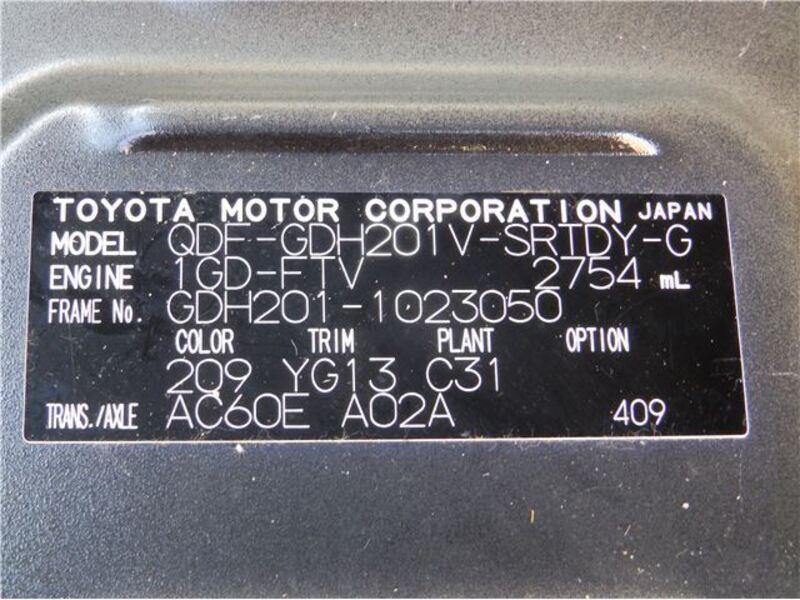 TOYOTA MOTOR CORPORATION JAPAN
MODEL QDF-GDH201V-SRTDY-G
ENGINE 1GD-FTV 2754 mL
FRAME No. GDH201-1023050
COLOR TRIM PLANT OPTION
209 YG13 C31
TRANS./AXLE AC60E A02A 409